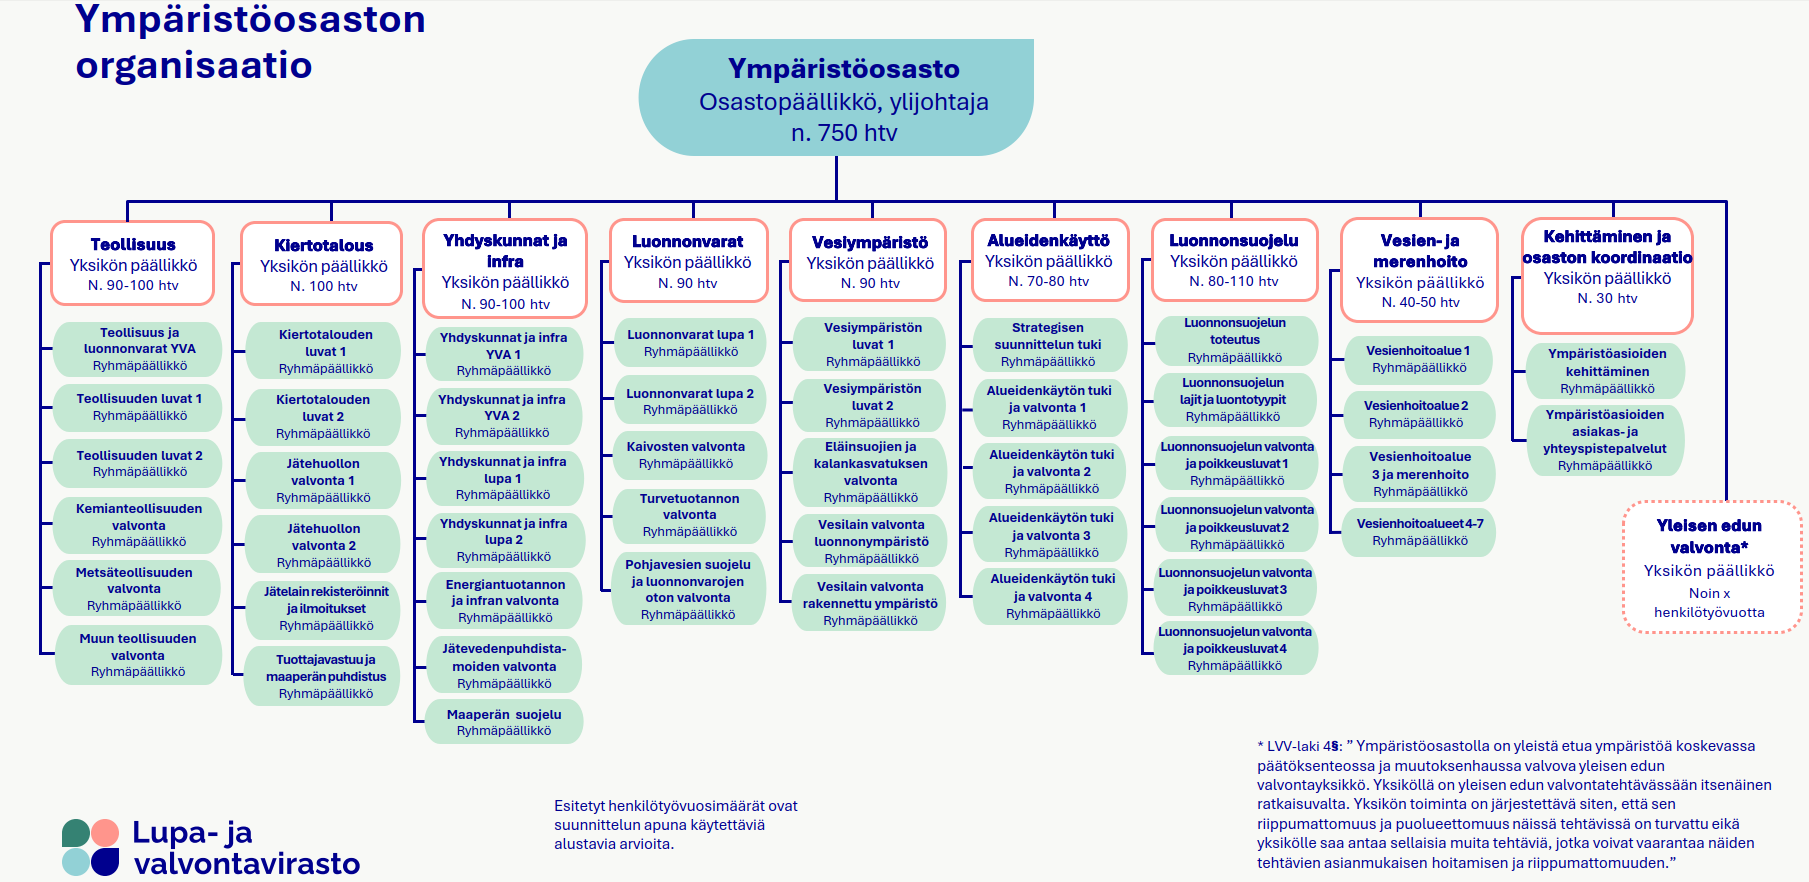 Ympäristöosaston
organisaatio
Ympäristöosasto
Osastopäällikkö, ylijohtaja
n. 750 htv
Teollisuus
Yksikön päällikkö
N. 90-100 htv
Teollisuus ja
luonnonvarat YVA
Ryhmäpäällikkö
Teollisuuden luvat 1
Ryhmäpäällikkö
Teollisuuden luvat 2
Ryhmäpäällikkö
Kemianteollisuuden
valvonta
Ryhmäpäällikkö
Metsäteollisuuden
valvonta
Ryhmäpäällikkö
Muun teollisuuden
valvonta
Ryhmäpäällikkö
Kiertotalous
Yksikön päällikkö
N. 100 htv
Kiertotalouden
luvat 1
Ryhmäpäällikkö
Kiertotalouden
luvat 2
Ryhmäpäällikkö
Jätehuollon
valvonta 1
Ryhmäpäällikkö
Jätehuollon
valvonta 2
Ryhmäpäällikkö
Jätelain rekisteröinnit
ja ilmoitukset
Ryhmäpäällikkö
Tuottajavastuu ja
maaperän puhdistus
Ryhmäpäällikkö
Yhdyskunnat ja
infra
Yksikön päällikkö
N. 90-100 htv
Yhdyskunnat ja infra
YVA 1
Ryhmäpäällikkö
Yhdyskunnat ja infra
YVA 2
Ryhmäpäällikkö
Yhdyskunnat ja infra
lupa 1
Ryhmäpäällikkö
Yhdyskunnat ja infra
lupa 2
Ryhmäpäällikkö
Energiantuotannon
ja infran valvonta
Ryhmäpäällikkö
Jätevedenpuhdista-
moiden valvonta
Ryhmäpäällikkö
Maaperän suojelu
Ryhmäpäällikkö
Luonnonvarat
Yksikön päällikkö
N. 90 htv
Luonnonvarat lupa 1
Ryhmäpäällikkö
Luonnonvarat lupa 2
Ryhmäpäällikkö
Kaivosten valvonta
Ryhmäpäällikkö
Turvetuotannon
valvonta
Ryhmäpäällikkö
Pohjavesien suojelu
ja luonnonvarojen
oton valvonta
Ryhmäpäällikkö
Vesiympäristö
Yksikön päällikkö
N. 90 htv
Vesiympäristön
luvat 1
Ryhmäpäällikkö
Vesiympäristön
luvat 2
Ryhmäpäällikkö
Eläinsuojien ja
kalankasvatuksen
valvonta
Ryhmäpäällikkö
Vesilain valvonta
luonnonympäristö
Ryhmäpäällikkö
Vesilain valvonta
rakennettu ympäristö
Ryhmäpäällikkö
Alueidenkäyttö
Yksikön päällikkö
N. 70-80 htv
Strategisen
suunnittelun tuki
Ryhmäpäällikkö
Alueidenkäytön tuki
ja valvonta 1
Ryhmäpäällikkö
Alueidenkäytön tuki
ja valvonta 2
Ryhmäpäällikkö
Alueidenkäytön tuki
ja valvonta 3
Ryhmäpäällikkö
Alueidenkäytön tuki
ja valvonta 4
Ryhmäpäällikkö
Luonnonsuojelu
Yksikön päällikkö
N. 80-110 htv
Luonnonsuojelun
toteutus
Ryhmäpäällikkö
Luonnonsuojelun
lajit ja luontotyypit
Ryhmäpäällikkö
Luonnonsuojelun valvonta
ja poikkeusluvat 1
Ryhmäpäällikkö
Luonnonsuojelun valvonta
ja poikkeusluvat 2
Ryhmäpäällikkö
Luonnonsuojelun valvonta
ja poikkeusluvat 3
Ryhmäpäällikkö
Luonnonsuojelun valvonta
ja poikkeusluvat 4
Ryhmäpäällikkö
Vesien- ja
merenhoito
Yksikön päällikkö
N. 40-50 htv
Vesienhoitoalue 1
Ryhmäpäällikkö
Vesienhoitoalue 2
Ryhmäpäällikkö
Vesienhoitoalue
3 ja merenhoito
Ryhmäpäällikkö
Vesienhoitoalueet 4-7
Ryhmäpäällikkö
Kehittäminen ja
osaston koordinaatio
Yksikön päällikkö
N. 30 htv
Ympäristöasioiden
kehittäminen
Ryhmäpäällikkö
Ympäristöasioiden
asiakas- ja
yhteyspistepalvelut
Ryhmäpäällikkö
Yleisen edun
valvonta*
Yksikön päällikkö
Noin x
henkilötyövuotta
* LVV-laki 4§: ” Ympäristöosastolla on yleistä etua ympäristöä koskevassa
päätöksenteossa ja muutoksenhaussa valvova yleisen edun
valvontayksikkö. Yksiköllä on yleisen edun valvontatehtävässään itsenäinen
ratkaisuvalta. Yksikön toiminta on järjestettävä siten, että sen
riippumattomuus ja puolueettomuus näissä tehtävissä on turvattu eikä
yksikölle saa antaa sellaisia muita tehtäviä, jotka voivat vaarantaa näiden
tehtävien asianmukaisen hoitamisen ja riippumattomuuden.”
Esitetyt henkilötyövuosimäärät ovat
suunnittelun apuna käytettäviä
alustavia arvioita.
Lupa- ja
valvontavirasto